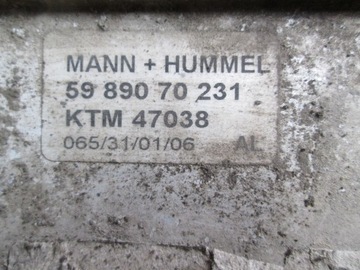 MANN + HUMMEL
59 890 70 231
KTM 47038
065/31/01/06 AL